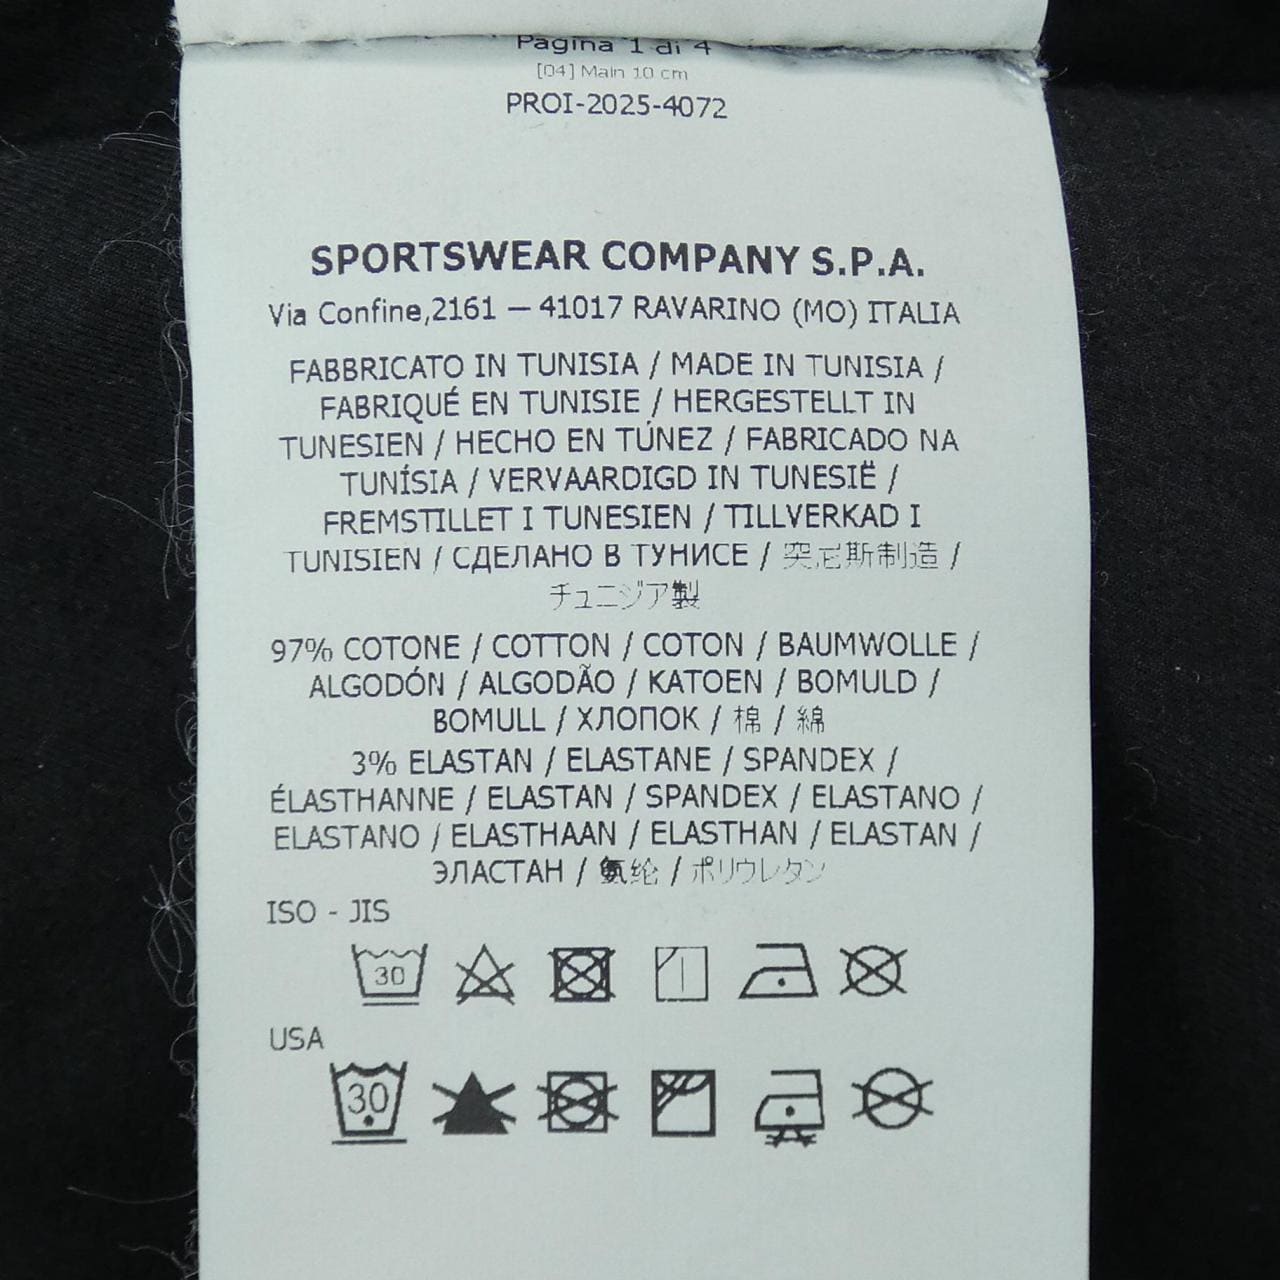 Pagina 1 di 4
[04] Main 10 cm
PROI-2025-4072
SPORTSWEAR COMPANY S.P.A.
Via Confine,2161 — 41017 RAVARINO (MO) ITALIA
FABBRICATO IN TUNISIA / MADE IN TUNISIA /
FABRIQUÉ EN TUNISIE / HERGESTELLT IN
TUNESIEN / HECHO EN TÚNEZ / FABRICADO NA
TUNÍSIA / VERVAARDIGD IN TUNESIË /
FREMSTILLET I TUNESIEN / TILLVERKAD I
TUNISIEN / СДЕЛАНО В ТУНИСЕ / 突尼斯制造 /
チュニジア製
97% COTONE / COTTON / COTON / BAUMWOLLE /
ALGODÓN / ALGODÃO / KATOEN / BOMULD /
BOMULL / ХЛОПОК / 棉 / 綿
3% ELASTAN / ELASTANE / SPANDEX /
ÉLASTHANNE / ELASTAN / SPANDEX / ELASTANO /
ELASTANO / ELASTHAAN / ELASTHAN / ELASTAN /
ЭЛАСТАН / 氨纶 / ポリウレタン
ISO - JIS
30
USA
30